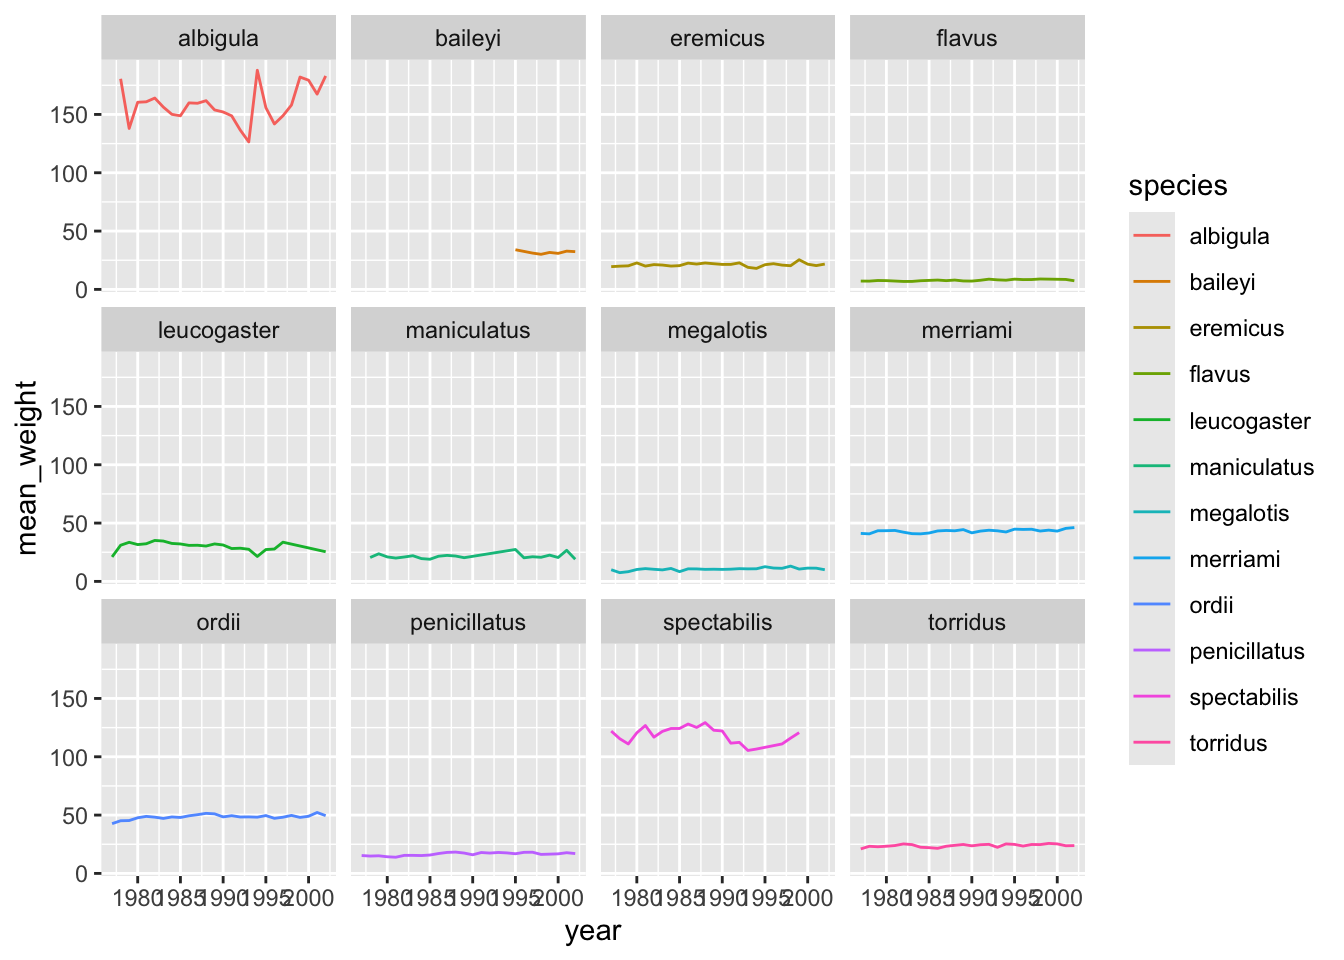 albigula baileyi eremicus flavus
150
100
50
0
leucogaster maniculatus megalotis merriami
150
100
50
0
ordii penicillatus spectabilis torridus
150
100
50
0
1980 1985 1990 1995 2000 1980 1985 1990 1995 2000 1980 1985 1990 1995 2000 1980 1985 1990 1995 2000
year
mean_weight
species
albigula
baileyi
eremicus
flavus
leucogaster
maniculatus
megalotis
merriami
ordii
penicillatus
spectabilis
torridus